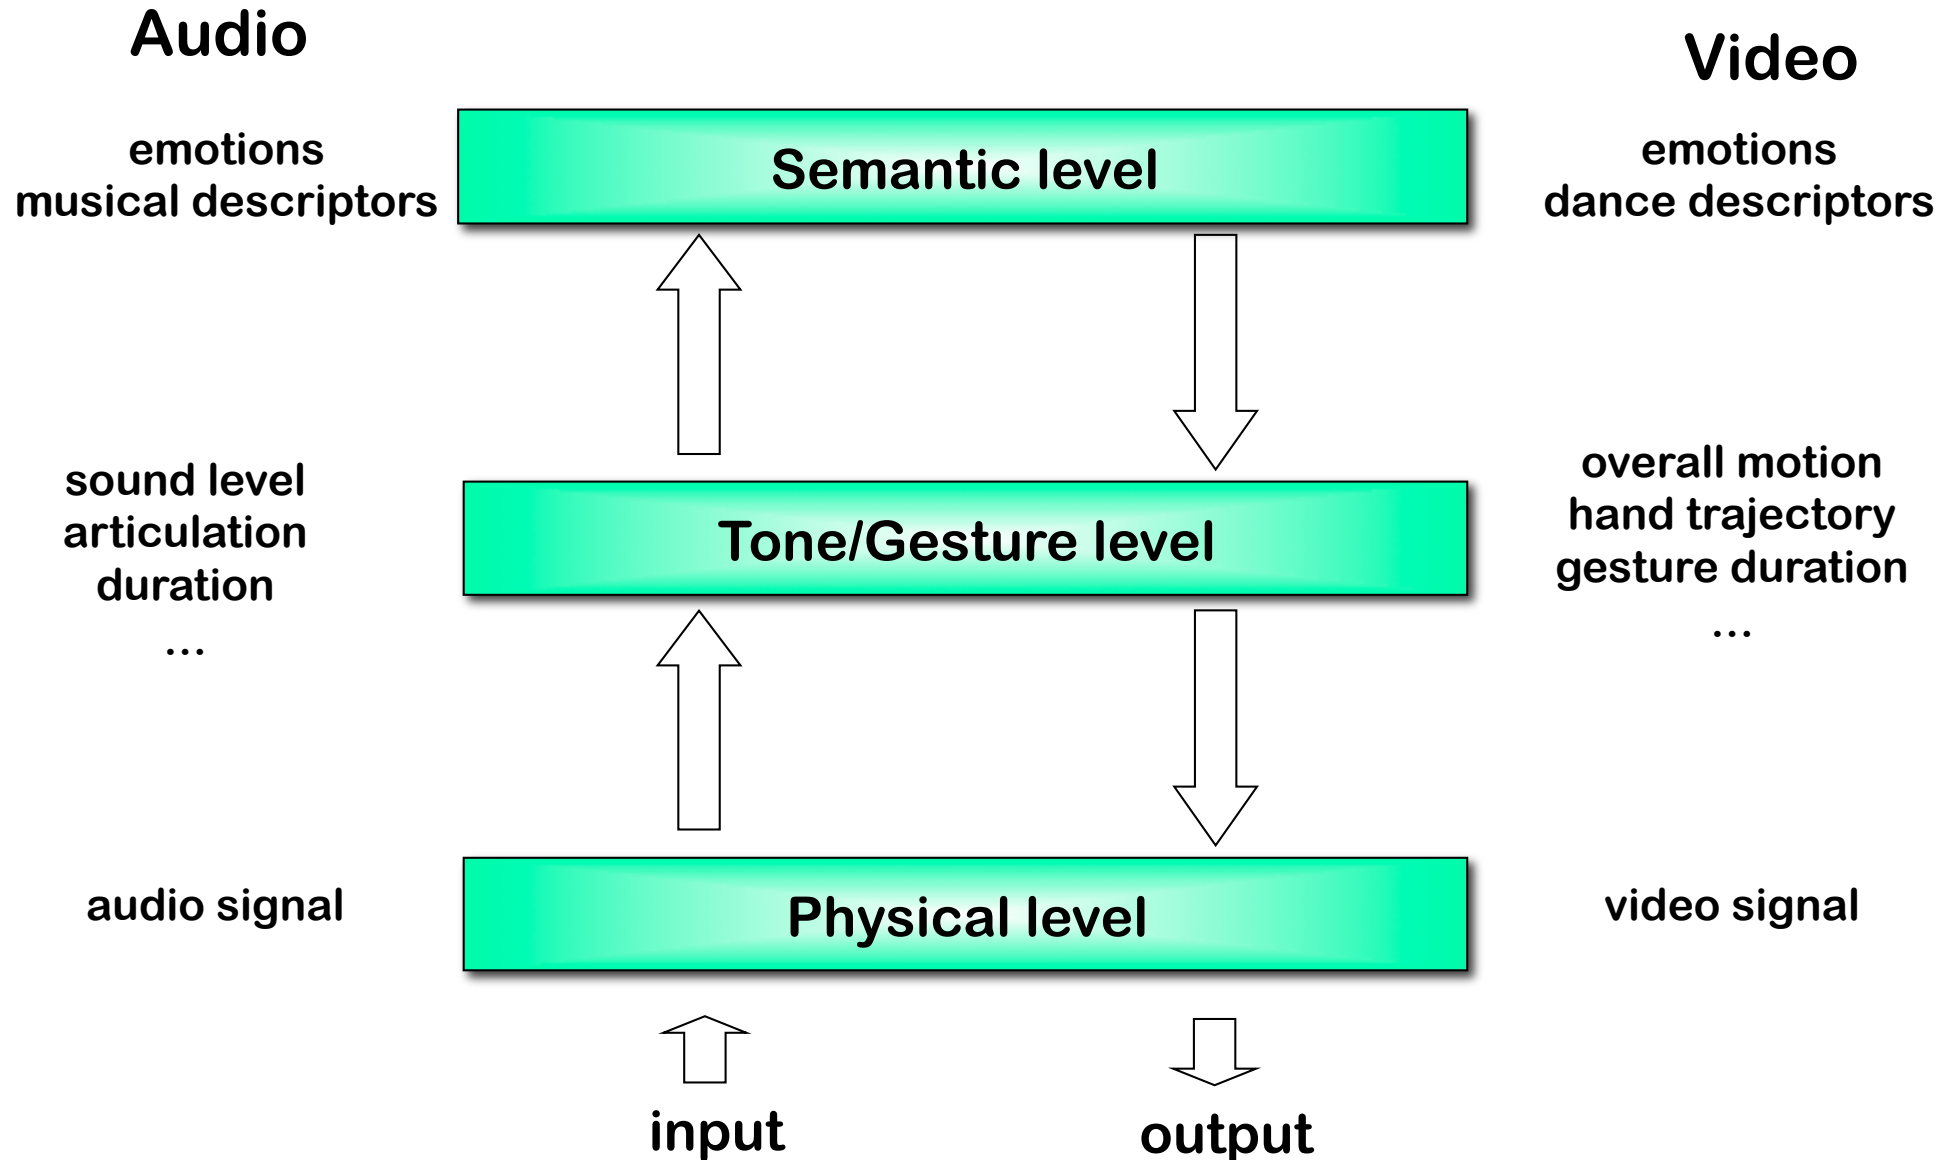 Audio
Video
emotions
musical descriptors
Semantic level
emotions
dance descriptors
sound level
articulation
duration
...
Tone/Gesture level
overall motion
hand trajectory
gesture duration
...
audio signal
Physical level
video signal
input
output